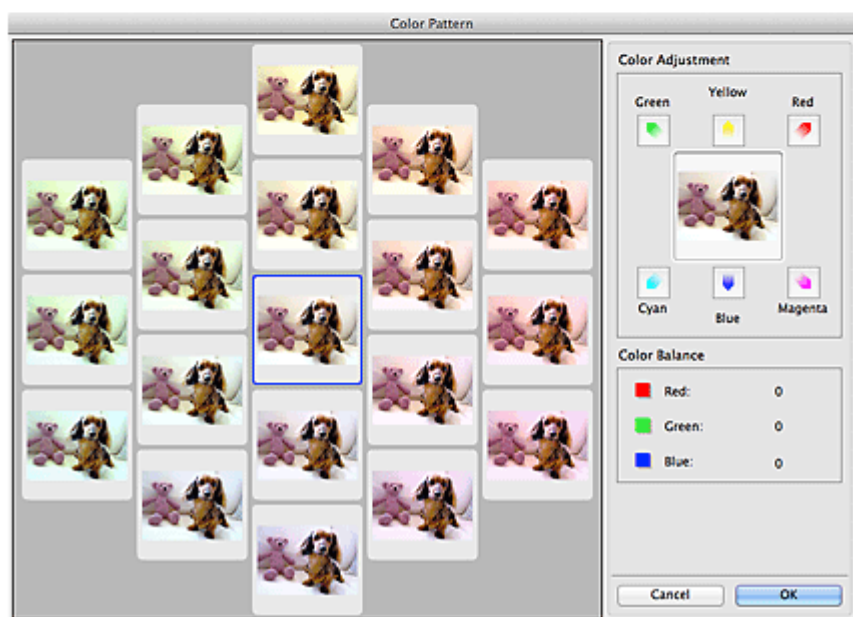 Color Pattern
Color Adjustment
Green Yellow Red
Cyan Blue Magenta
Color Balance
Red: 0
Green: 0
Blue: 0
Cancel OK